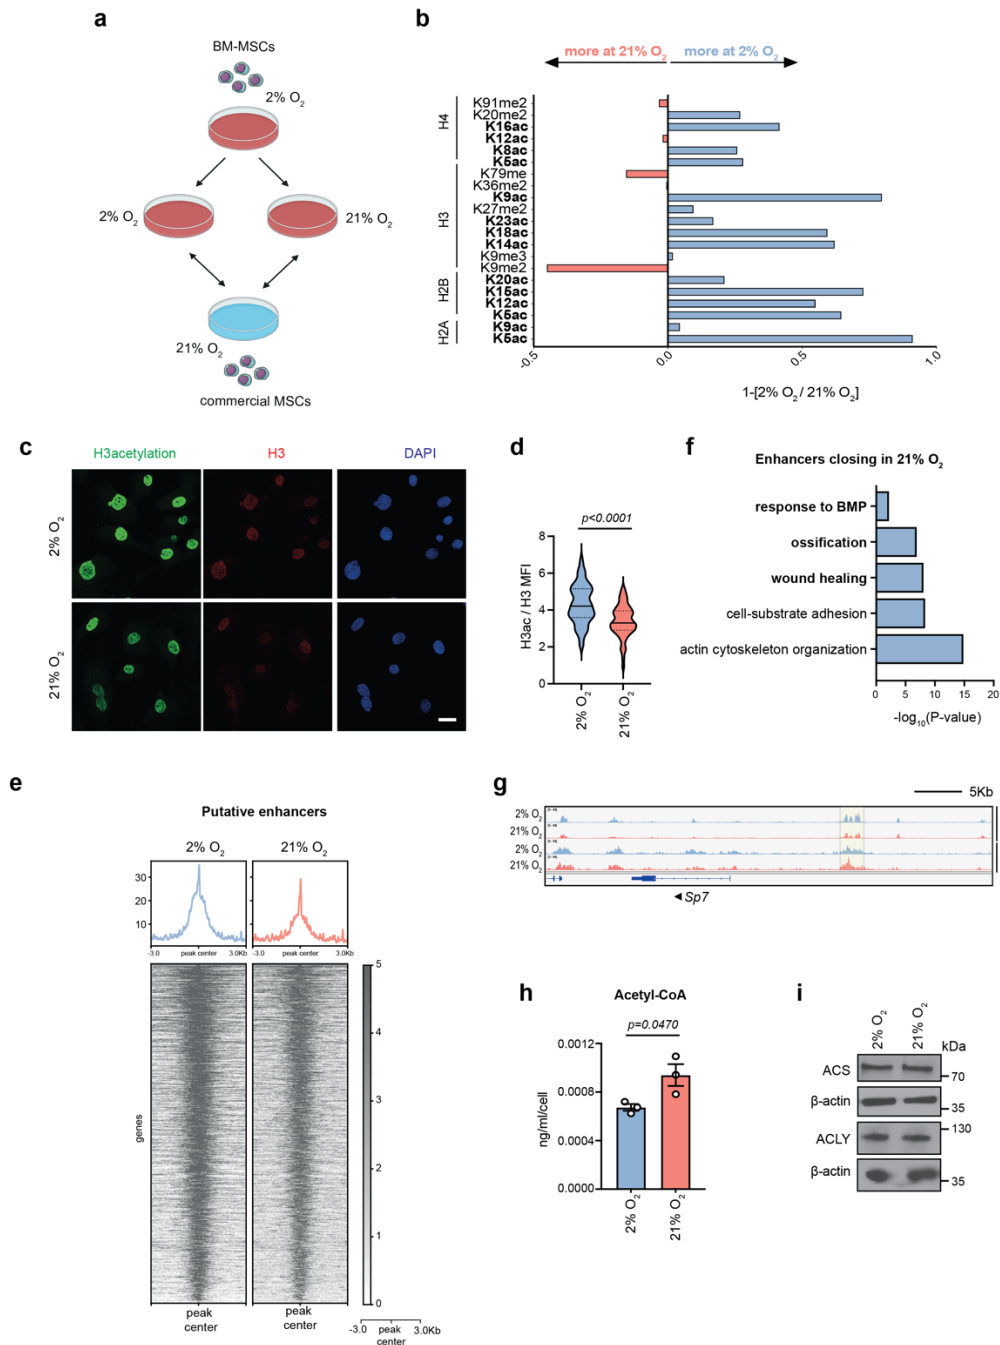 a
BM-MSCs
2% O2
2% O2
21% O2
21% O2
commercial MSCs
b
more at 21% O2
more at 2% O2
H4
K91me2
K20me2
K16ac
K12ac
K8ac
K5ac
H3
K79me
K36me2
K9ac
K27me2
K23ac
K18ac
K14ac
K9me3
K9me2
H2B
K20ac
K15ac
K12ac
K5ac
H2A
K9ac
K5ac
-0.5
0.0
0.5
1.0
1-[2% O2 / 21% O2]
c
H3acetylation
H3
DAPI
2% O2
21% O2
d
p<0.0001
H3ac / H3 MFI
8
6
4
2
0
2% O2
21% O2
f
Enhancers closing in 21% O2
response to BMP
ossification
wound healing
cell-substrate adhesion
actin cytoskeleton organization
0 5 10 15 20
-log10(P-value)
e
Putative enhancers
2% O2
21% O2
30
20
10
-3.0 peak center 3.0Kb
-3.0 peak center 3.0Kb
genes
5
4
3
2
1
0
peak center
peak center
-3.0 peak center 3.0Kb
g
5Kb
2% O2
21% O2
2% O2
21% O2
◄ Sp7
h
Acetyl-CoA
p=0.0470
ng/ml/cell
0.0012
0.0008
0.0004
0.0000
2% O2
21% O2
i
2% O2
21% O2
kDa
ACS
70
β-actin
35
ACLY
130
β-actin
35